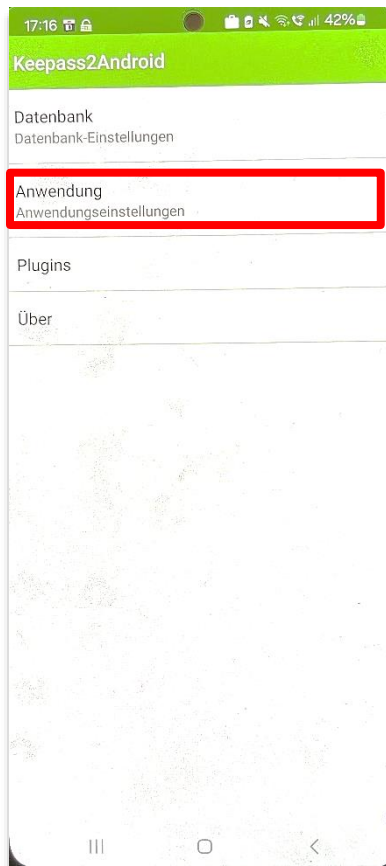 17:16
42%
Keepass2Android
Datenbank
Datenbank-Einstellungen
Anwendung
Anwendungseinstellungen
Plugins
Über